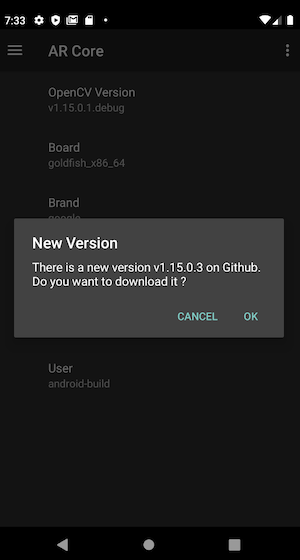 7:33
AR Core
OpenCV Version
v1.15.0.1.debug
Board
goldfish_x86_64
Brand
google
New Version
There is a new version v1.15.0.3 on Github.
Do you want to download it ?
CANCEL
OK
User
android-build